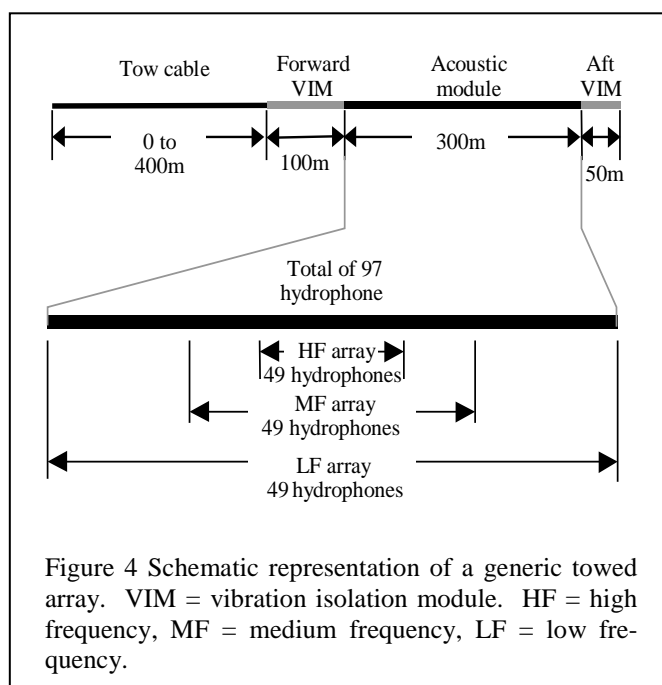 Tow cable
Forward
VIM
Acoustic
module
Aft
VIM
0 to
400m
100m
300m
50m
Total of 97
hydrophone
HF array
49 hydrophones
MF array
49 hydrophones
LF array
49 hydrophones
Figure 4 Schematic representation of a generic towed
array. VIM = vibration isolation module. HF = high
frequency, MF = medium frequency, LF = low fre-
quency.